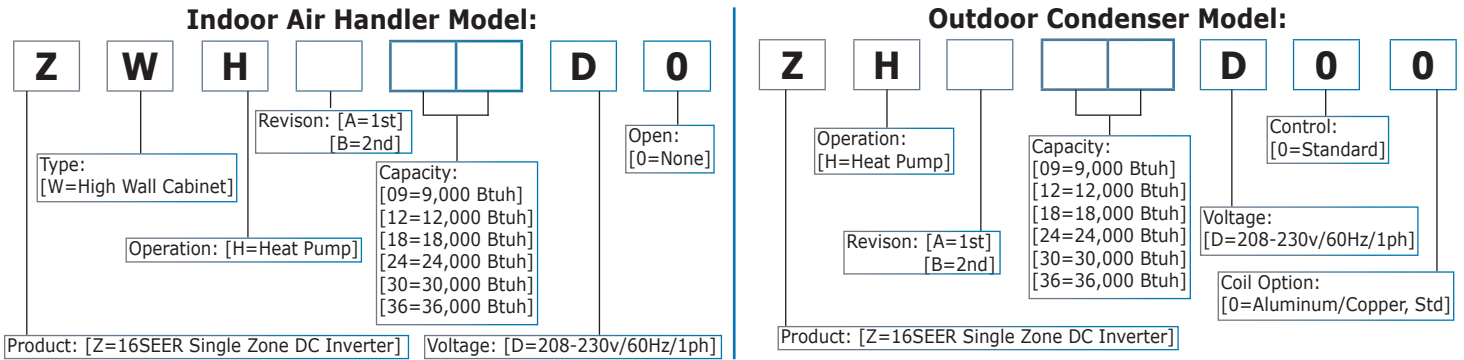 Indoor Air Handler Model:
Z W H D 0
Revison: [A=1st]
[B=2nd]
Open:
[0=None]
Type:
[W=High Wall Cabinet]
Capacity:
[09=9,000 Btuh]
[12=12,000 Btuh]
[18=18,000 Btuh]
[24=24,000 Btuh]
[30=30,000 Btuh]
[36=36,000 Btuh]
Operation: [H=Heat Pump]
Product: [Z=16SEER Single Zone DC Inverter]
Voltage: [D=208-230v/60Hz/1ph]
Outdoor Condenser Model:
Z H D 0 0
Operation:
[H=Heat Pump]
Control:
[0=Standard]
Capacity:
[09=9,000 Btuh]
[12=12,000 Btuh]
[18=18,000 Btuh]
[24=24,000 Btuh]
[30=30,000 Btuh]
[36=36,000 Btuh]
Voltage:
[D=208-230v/60Hz/1ph]
Revison: [A=1st]
[B=2nd]
Coil Option:
[0=Aluminum/Copper, Std]
Product: [Z=16SEER Single Zone DC Inverter]